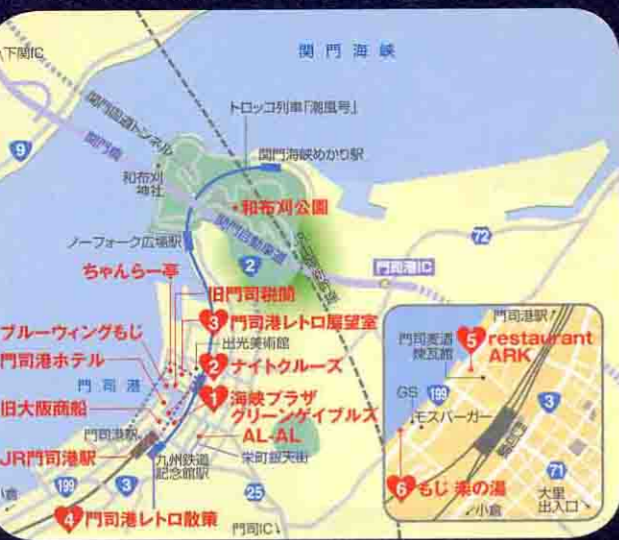 下関IC
関門海峡
トロッコ列車「潮風号」
関門国道トンネル
関門橋
9
関門海峡めかり駅
和布刈
神社
和布刈公園
関門自動車道
ノーフォーク広場駅
2
72
門司港IC
ちゃんらー亭
旧門司税関
3 門司港レトロ展望室
出光美術館
ブルーウィングもじ
門司港ホテル
2 ナイトクルーズ
門司港
1 海峡プラザ
グリーンゲイブルズ
旧大阪商船
AL-AL
門司港駅
JR門司港駅
九州鉄道
記念館駅
栄町銀天街
小倉
199
3
25
4 門司港レトロ散策
門司IC
門司港駅
門司麦酒
煉瓦館
5 restaurant
ARK
GS
199
モスバーガー
3
門司駅
6 もじ楽の湯
71
小倉
大里
出入口